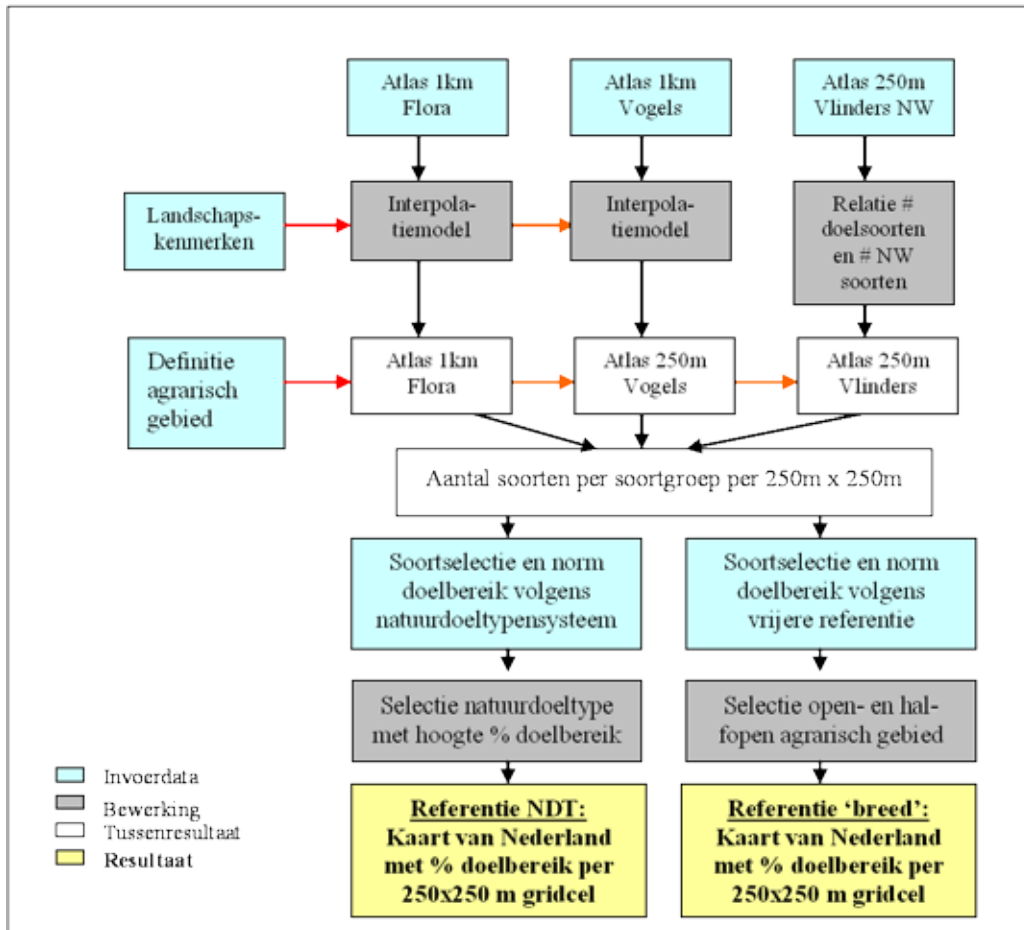 Atlas 1km
Flora
Atlas 1km
Vogels
Atlas 250m
Vlinders NW
Landschaps-
kenmerken
Interpola-
tiemodel
Interpola-
tiemodel
Relatie #
doelsoorten
en # NW
soorten
Definitie
agrarisch
gebied
Atlas 1km
Flora
Atlas 250m
Vogels
Atlas 250m
Vlinders
Aantal soorten per soortgroep per 250m x 250m
Soortselectie en norm
doelbereik volgens
natuurdoeltypensysteem
Soortselectie en norm
doelbereik volgens
vrijere referentie
Selectie natuurdoeltype
met hoogte % doelbereik
Selectie open- en hal-
fopen agrarisch gebied
Referentie NDT:
Kaart van Nederland
met % doelbereik per
250x250 m gridcel
Referentie ‘breed’:
Kaart van Nederland
met % doelbereik per
250x250 m gridcel
Invoerdata
Bewerking
Tussenresultaat
Resultaat